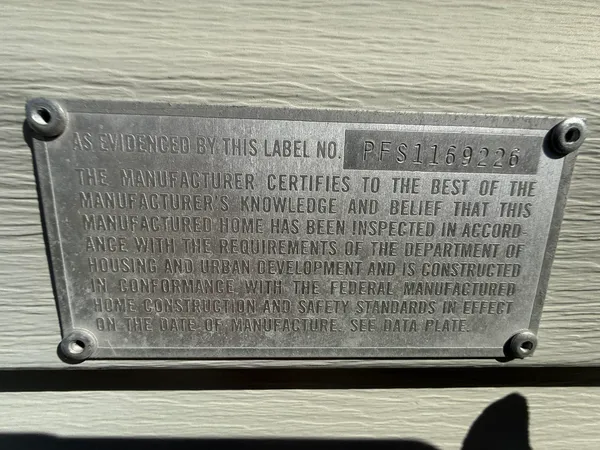 AS EVIDENCED BY THIS LABEL NO. PFS1169226
THE MANUFACTURER CERTIFIES TO THE BEST OF THE
MANUFACTURER'S KNOWLEDGE AND BELIEF THAT THIS
MANUFACTURED HOME HAS BEEN INSPECTED IN ACCORD-
ANCE WITH THE REQUIREMENTS OF THE DEPARTMENT OF
HOUSING AND URBAN DEVELOPMENT AND IS CONSTRUCTED
IN CONFORMANCE WITH THE FEDERAL MANUFACTURED
HOME CONSTRUCTION AND SAFETY STANDARDS IN EFFECT
ON THE DATE OF MANUFACTURE. SEE DATA PLATE.